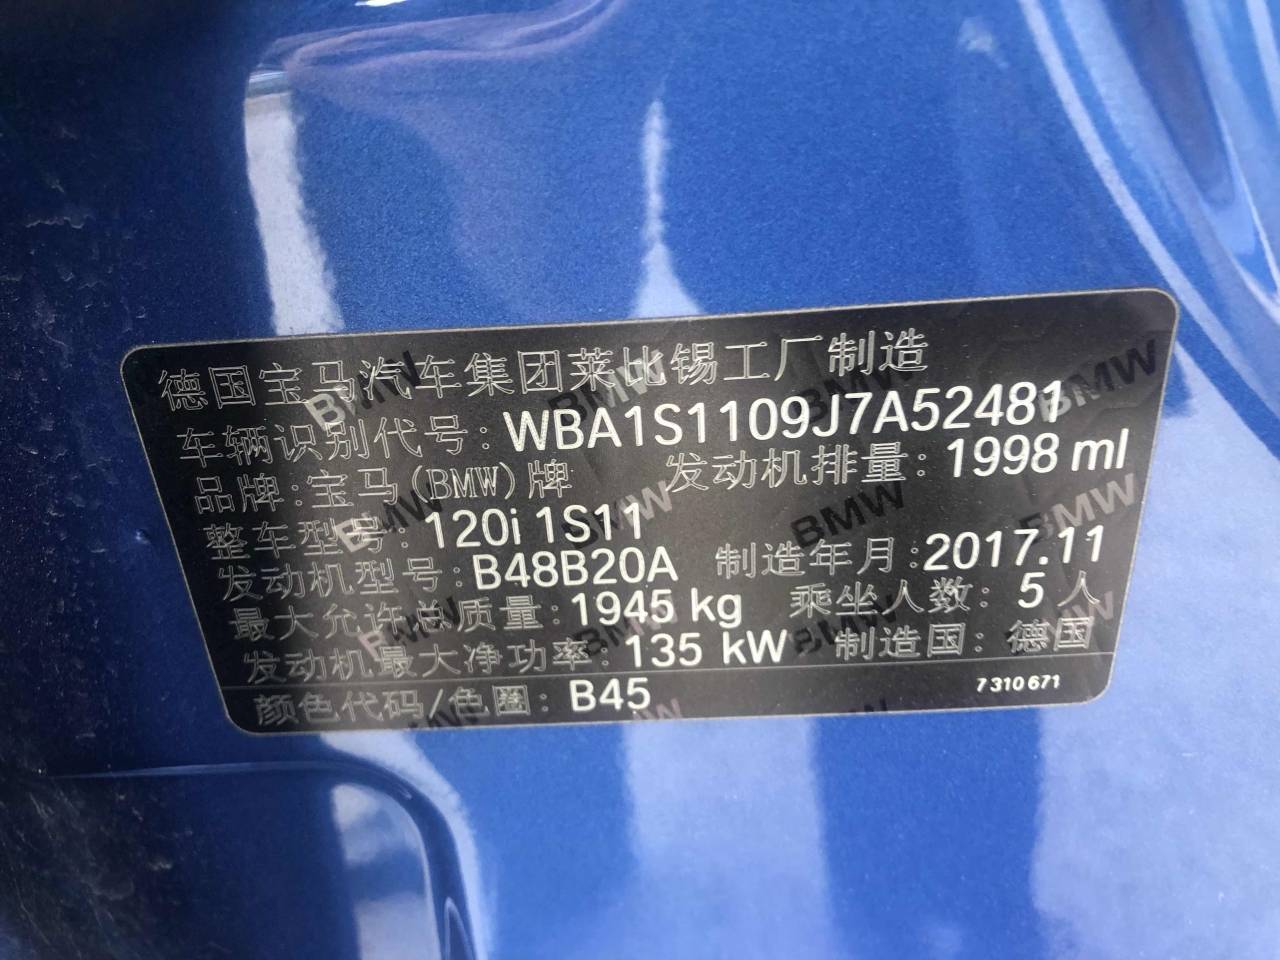 德国宝马汽车集团莱比锡工厂制造
车辆识别代号: WBA1S1109J7A52481
品牌: 宝马(BMW)牌 发动机排量: 1998 ml
整车型号: 120i 1S11
发动机型号: B48B20A 制造年月: 2017.11
最大允许总质量: 1945 kg 乘坐人数: 5 人
发动机最大净功率: 135 kW 制造国: 德国
颜色代码/色圈: B45 7 310 671